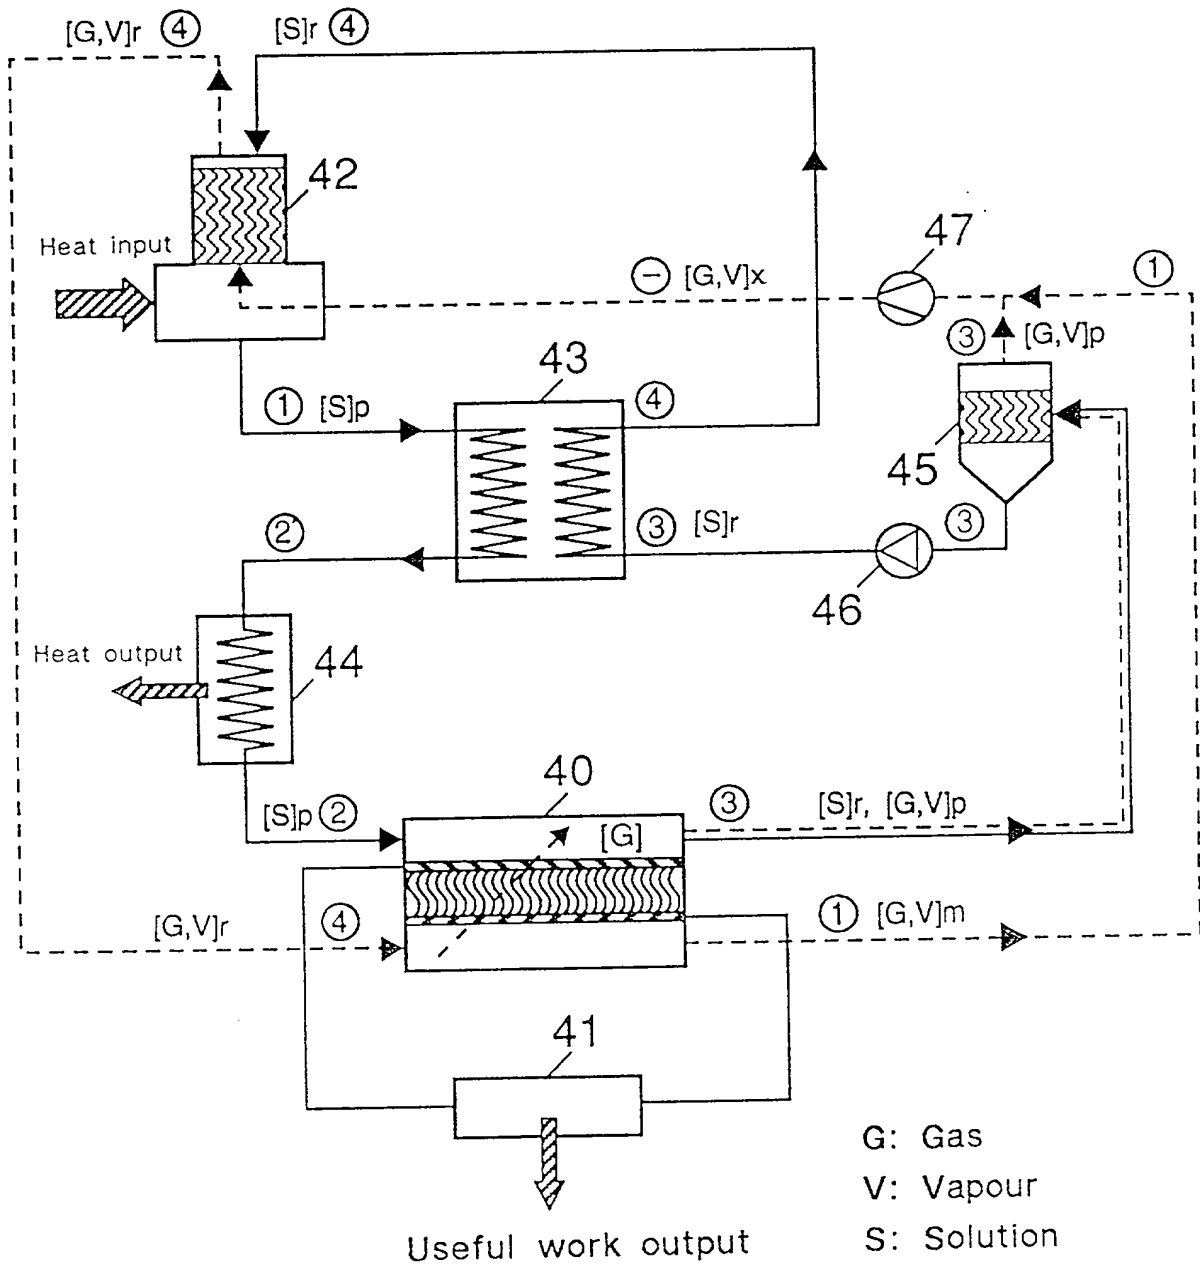 [G,V]r ④
[S]r ④
42
Heat input
47
⊖ [G,V]x
①
③ [G,V]p
43
① [S]p
④
45
②
③ [S]r
③
46
Heat output
44
40
[S]p ②
[G]
③
[S]r, [G,V]p
[G,V]r
④
① [G,V]m
41
G: Gas
V: Vapour
S: Solution
Useful work output